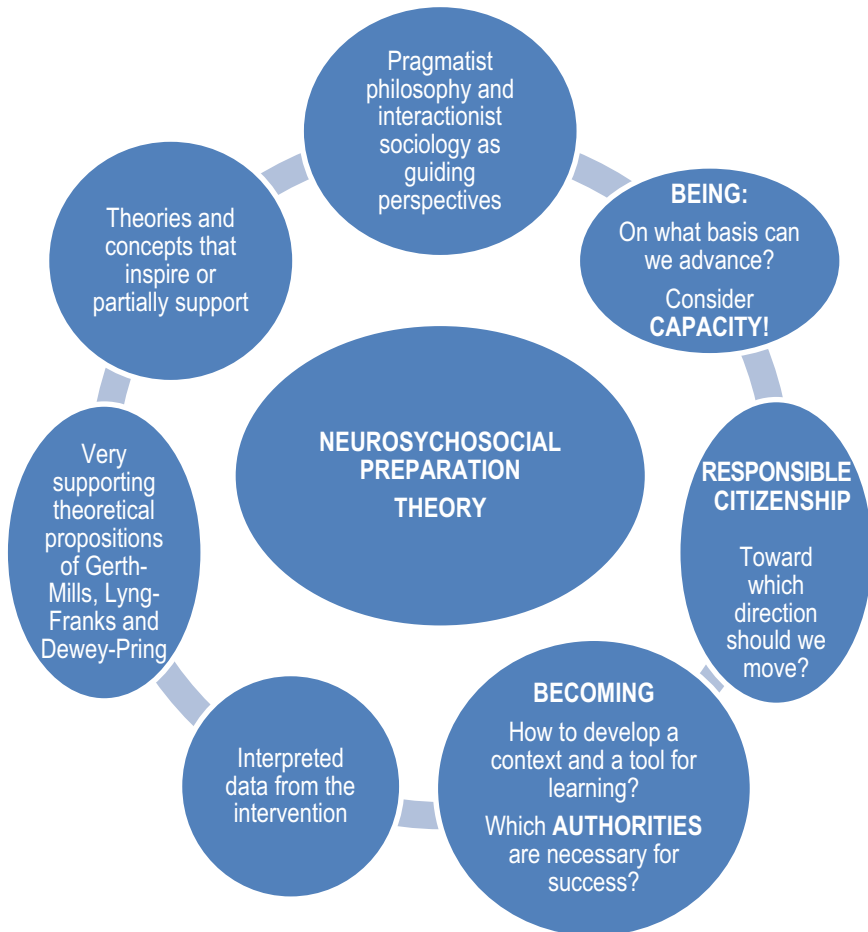 Pragmatist
philosophy and
interactionist
sociology as
guiding
perspectives
BEING:
On what basis can
we advance?
Consider
CAPACITY!
RESPONSIBLE
CITIZENSHIP
Toward
which
direction
should we
move?
BECOMING
How to develop a
context and a tool for
learning?
Which AUTHORITIES
are necessary for
success?
Interpreted
data from the
intervention
Very
supporting
theoretical
propositions
of Gerth-
Mills, Lyng-
Franks and
Dewey-Pring
Theories and
concepts that
inspire or
partially support
NEUROSYCHOSOCIAL
PREPARATION
THEORY